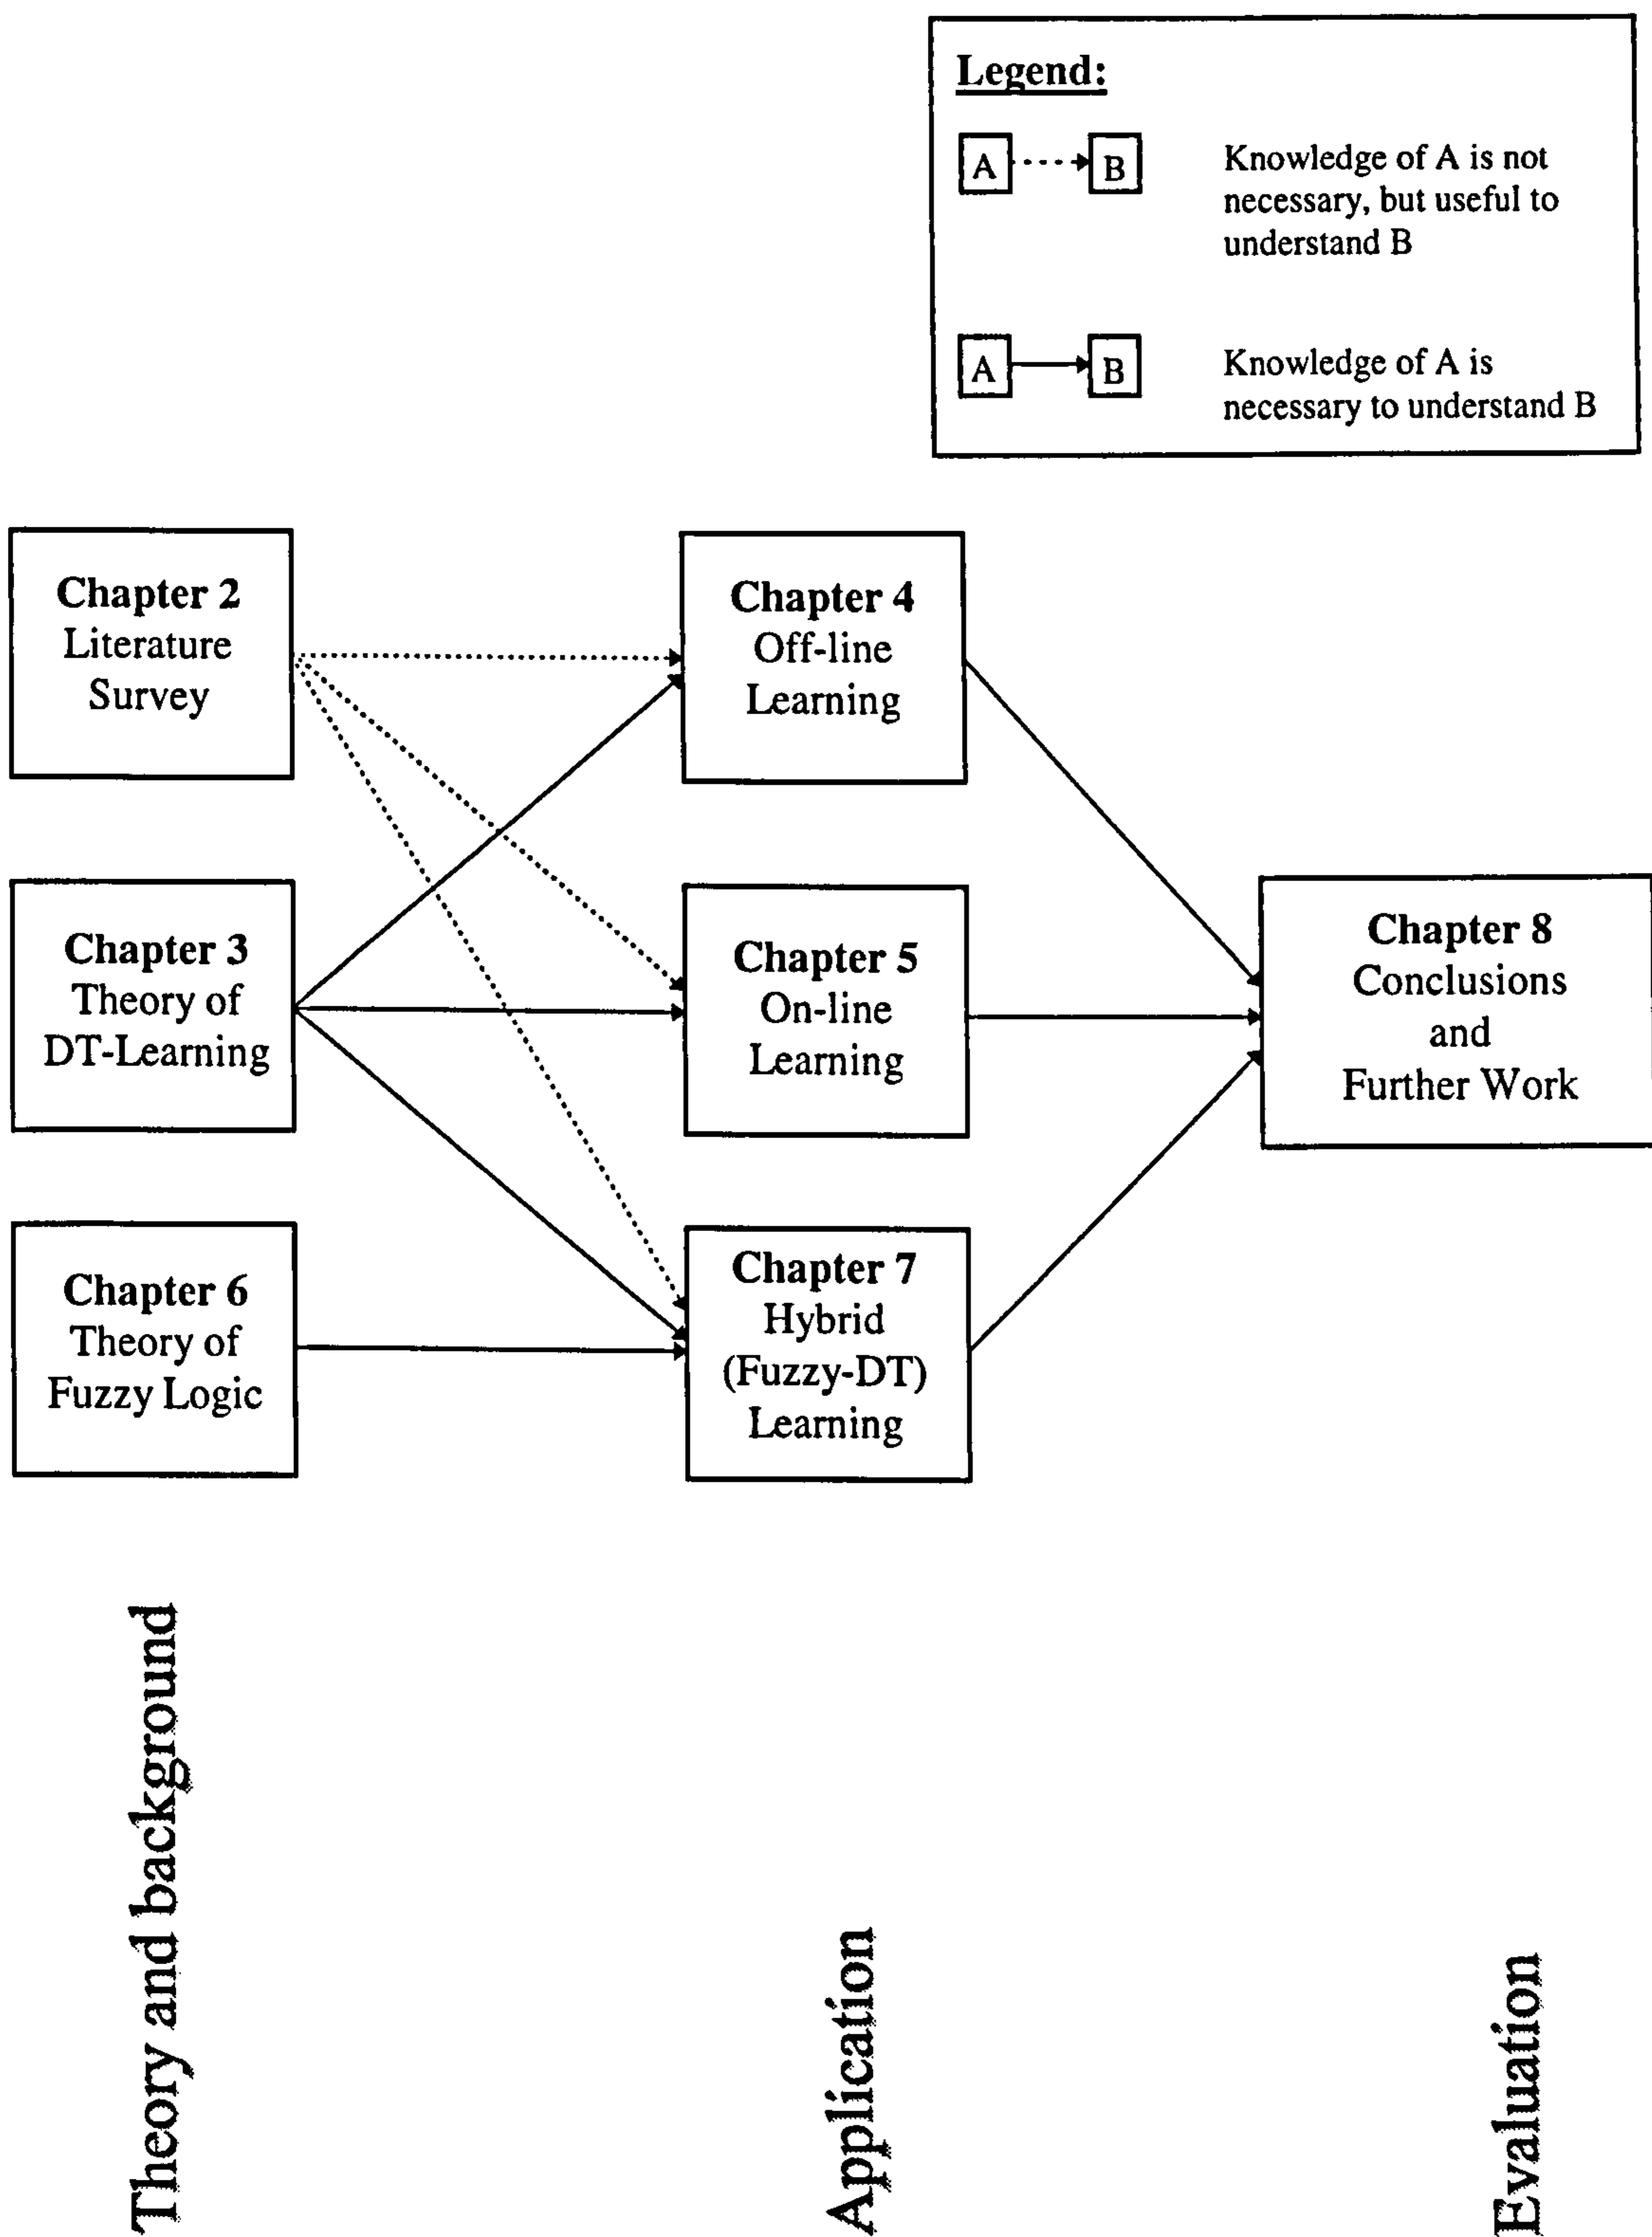 Legend:
A
B
Knowledge of A is not
necessary, but useful to
understand B
A
B
Knowledge of A is
necessary to understand B
Chapter 2
Literature
Survey
Chapter 4
Off-line
Learning
Chapter 3
Theory of
DT-Learning
Chapter 5
On-line
Learning
Chapter 8
Conclusions
and
Further Work
Chapter 6
Theory of
Fuzzy Logic
Chapter 7
Hybrid
(Fuzzy-DT)
Learning
Theory and background
Application
Evaluation